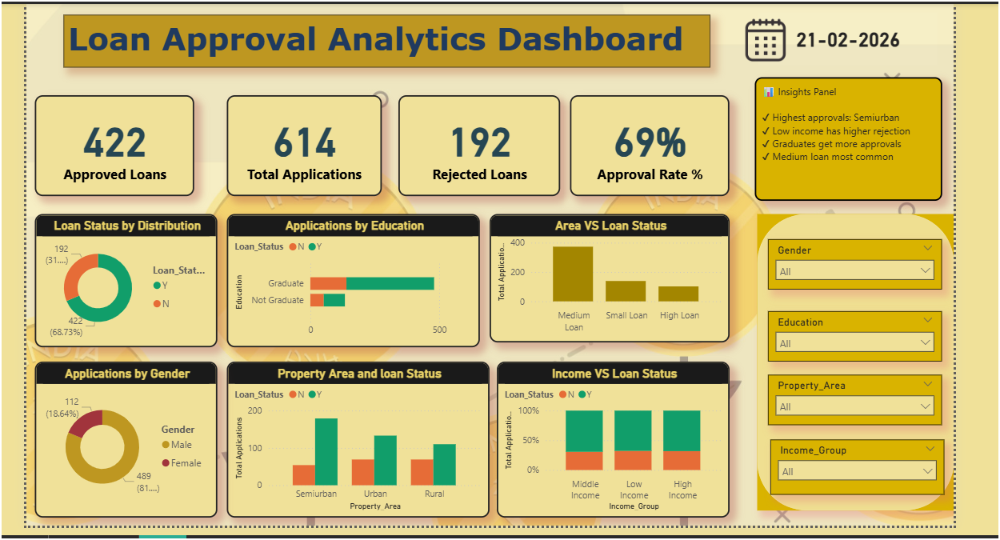 Loan Approval Analytics Dashboard
21-02-2026
422
Approved Loans
614
Total Applications
192
Rejected Loans
69%
Approval Rate %
📊 Insights Panel
✓ Highest approvals: Semiurban
✓ Low income has higher rejection
✓ Graduates get more approvals
✓ Medium loan most common
Loan Status by Distribution
192
(31....)
422
(68.73%)
Loan_Stat...
Y
N
Applications by Education
Loan_Status N Y
Education
Graduate
Not Graduate
0 500
Area VS Loan Status
Total Applicatio..
400
200
0
Medium
Loan
Small Loan
High Loan
Gender
All
Education
All
Property_Area
All
Income_Group
All
Applications by Gender
112
(18.64%)
489
(81....)
Gender
Male
Female
Property Area and loan Status
Loan_Status N Y
Total Applications
200
100
0
Semiurban Urban Rural
Property_Area
Income VS Loan Status
Loan_Status N Y
Total Applicatio..
100%
50%
0%
Middle
Income
Low
Income
High
Income
Income_Group
INDIA
INDIA
INDIA